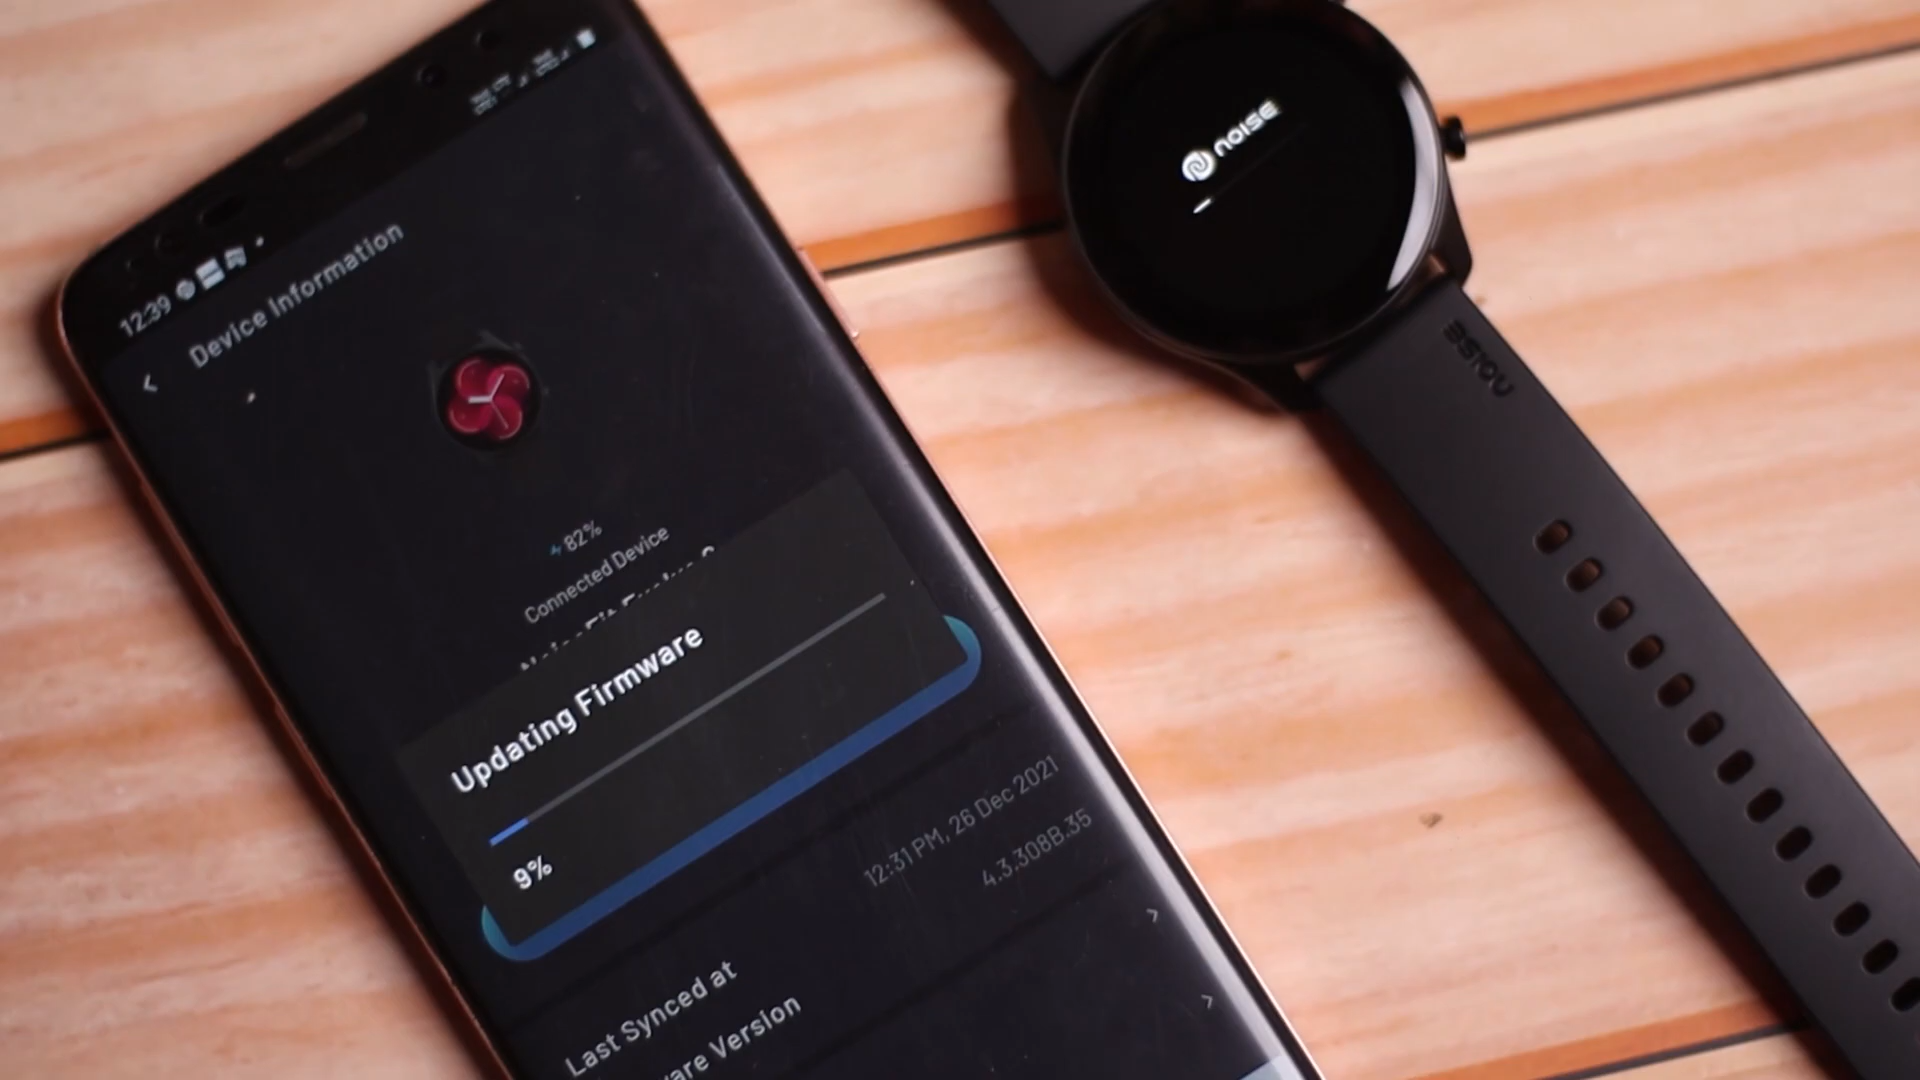 12:39
Device Information
82%
Connected Device
Updating Firmware
9%
12:31 PM, 26 Dec 2021
4.3.308B.35
Last Synced at
Version
NOISE
NOISE